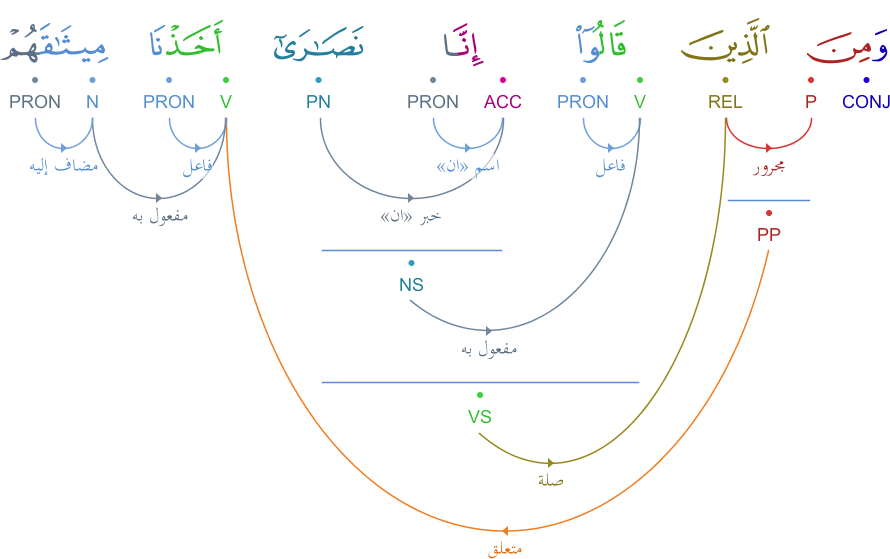 وَمِنَ ٱلَّذِينَ قَالُوٓا۟ إِنَّا نَصَـٰرَىٰٓ أَخَذْنَا مِيثَـٰقَهُمْ
CONJ P REL V PRON ACC PRON PN V PRON N PRON
مجرور فاعل اسم «ان» فاعل مضاف إليه
خبر «ان» مفعول به
PP
NS
مفعول به
VS
صلة
متعلق